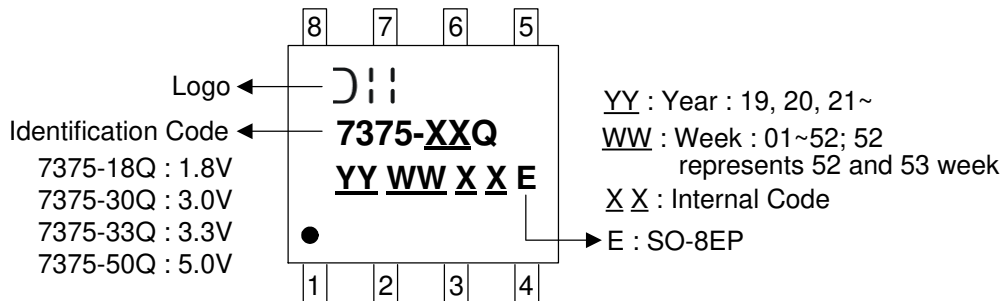 8 7 6 5
Logo
Identification Code
7375-18Q : 1.8V
7375-30Q : 3.0V
7375-33Q : 3.3V
7375-50Q : 5.0V
7375-XXQ
YY WW X X E
YY : Year : 19, 20, 21~
WW : Week : 01~52; 52
represents 52 and 53 week
X X : Internal Code
E : SO-8EP
1 2 3 4